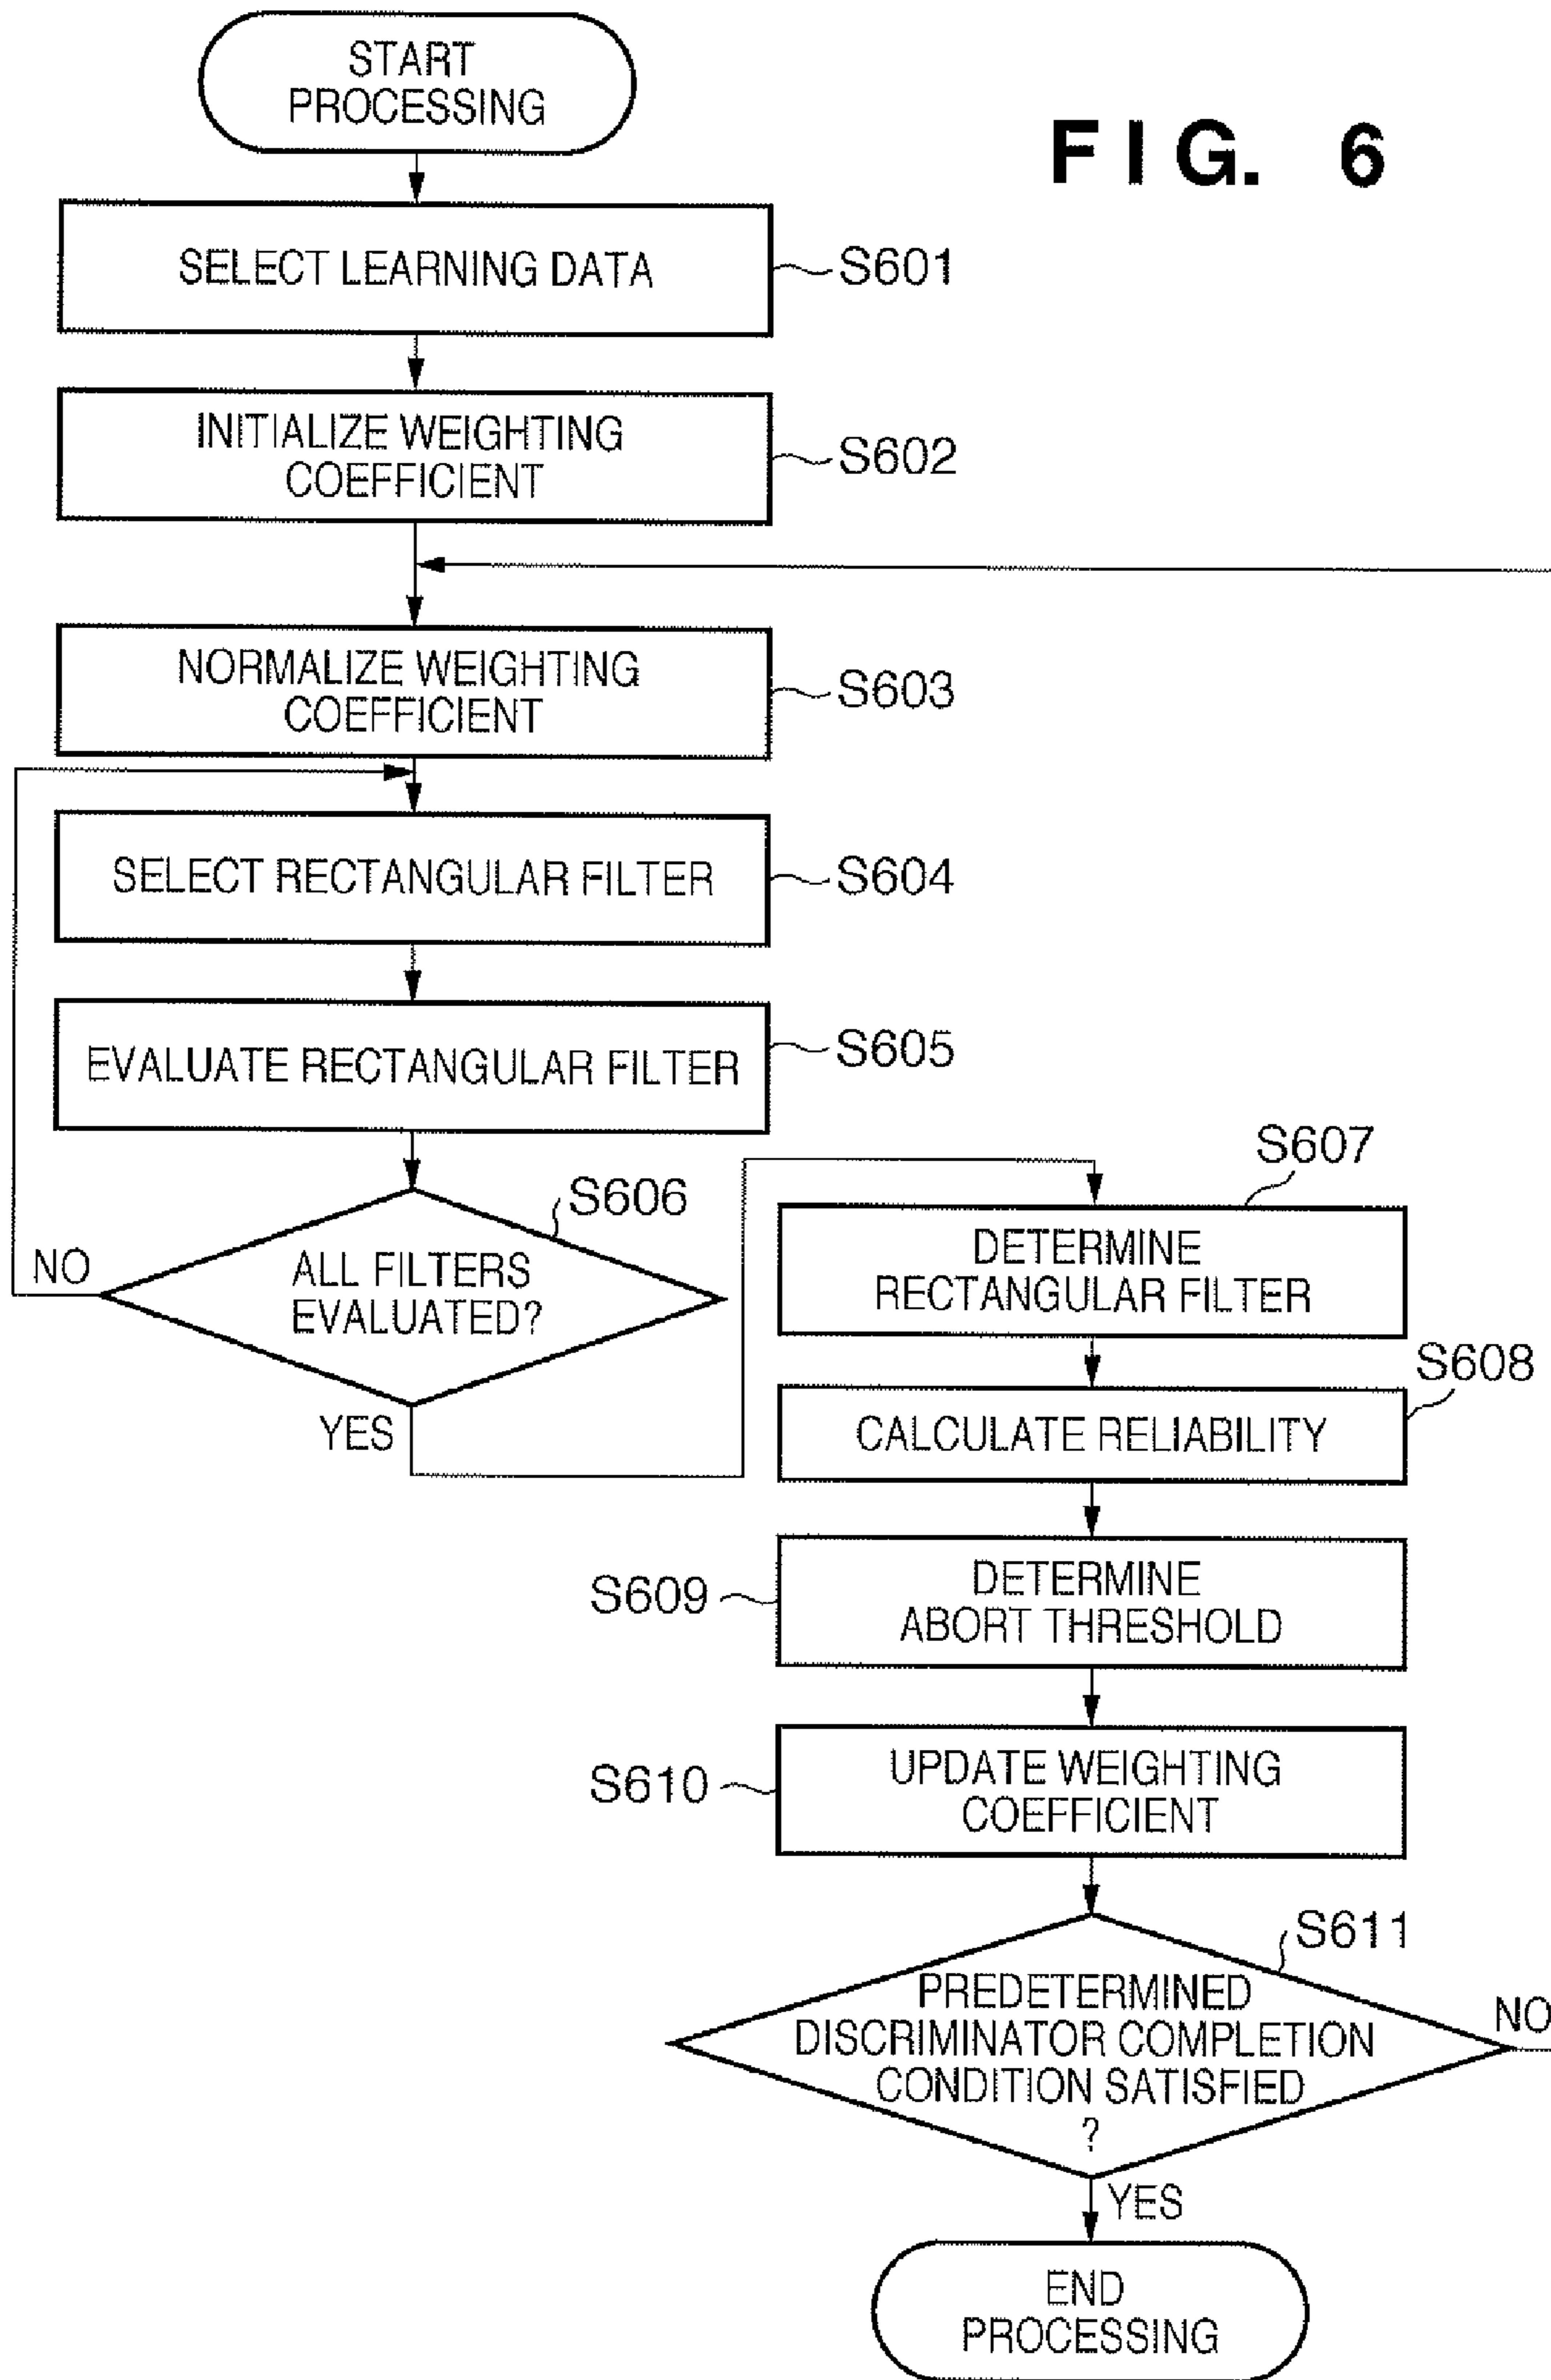 START
PROCESSING
FIG. 6
SELECT LEARNING DATA
S601
INITIALIZE WEIGHTING
COEFFICIENT
S602
NORMALIZE WEIGHTING
COEFFICIENT
S603
SELECT RECTANGULAR FILTER
S604
EVALUATE RECTANGULAR FILTER
S605
S606
ALL FILTERS
EVALUATED?
NO
YES
S607
DETERMINE
RECTANGULAR FILTER
S608
CALCULATE RELIABILITY
S609
DETERMINE
ABORT THRESHOLD
S610
UPDATE WEIGHTING
COEFFICIENT
S611
PREDETERMINED
DISCRIMINATOR COMPLETION
CONDITION SATISFIED
?
NO
YES
END
PROCESSING